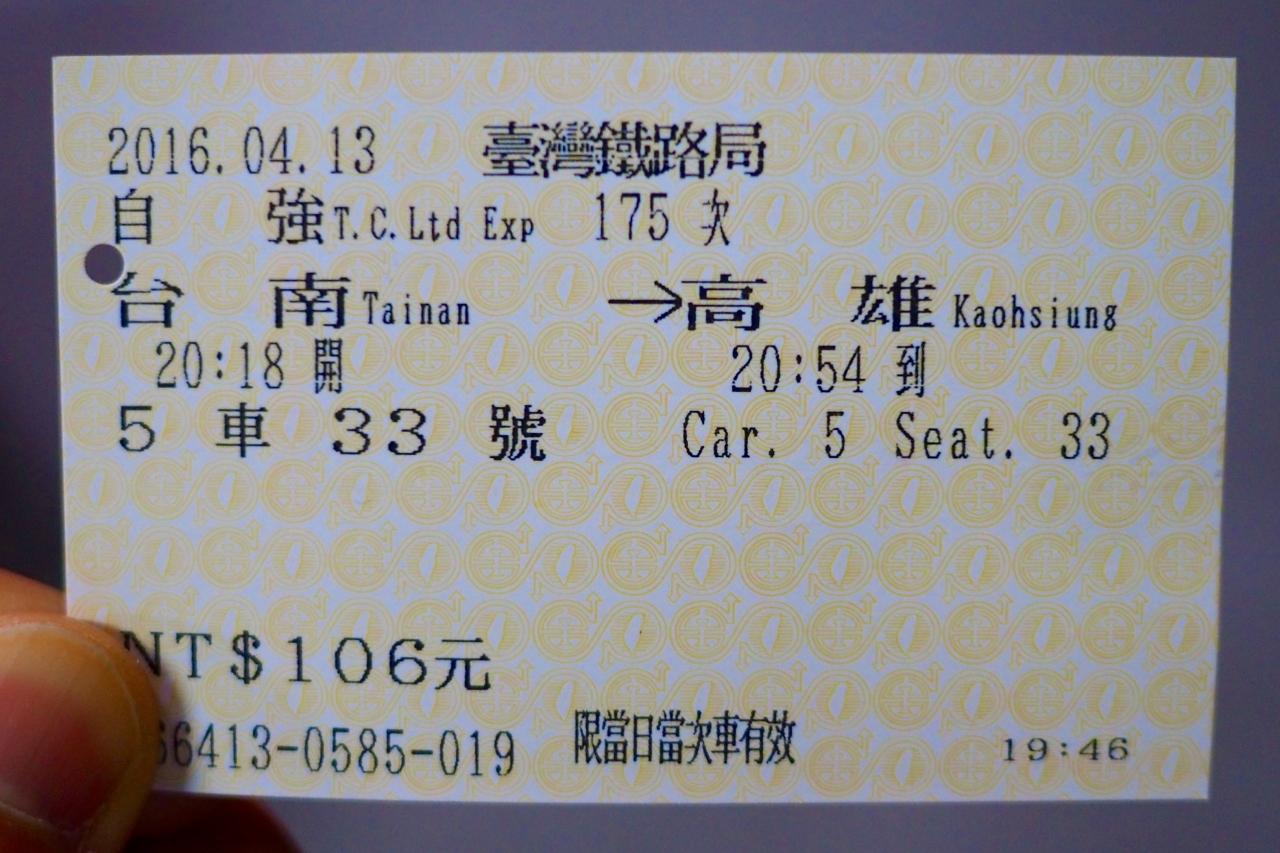 2016.04.13 臺灣鐵路局
自強 T.C.Ltd Exp 175 次
台南 Tainan →高雄 Kaohsiung
20:18 開 20:54 到
5 車 33 號 Car. 5 Seat. 33
NT$106元
66413-0585-019 限當日當次車有效 19:46